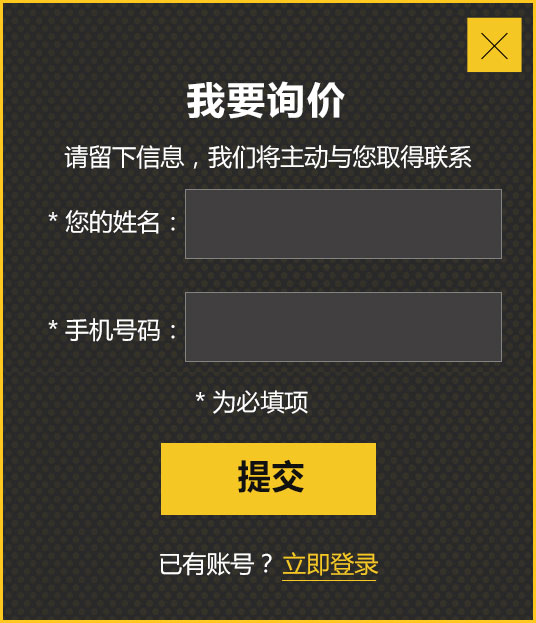 我要询价
请留下信息，我们将主动与您取得联系
* 您的姓名：
* 手机号码：
* 为必填项
提交
已有账号？立即登录